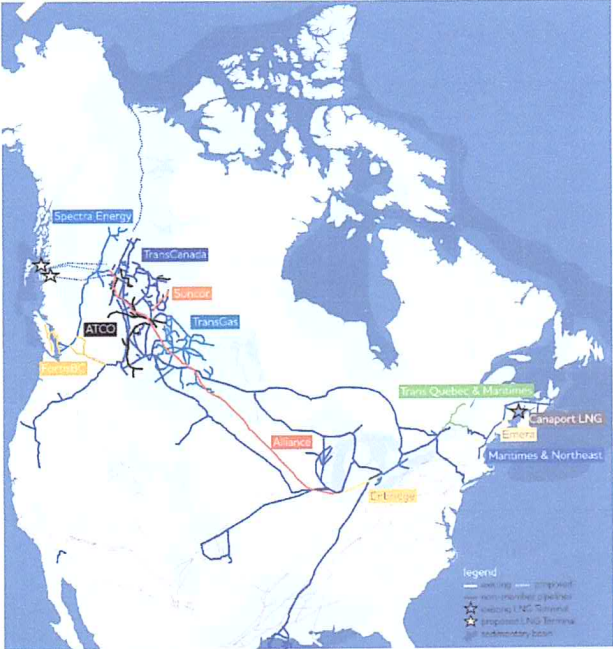 Spectra Energy
TransCanada
Suncor
TransGas
ATCO
FortisBC
Trans Quebec & Maritimes
Canaport LNG
Emera
Maritimes & Northeast
Alliance
Enbridge
legend
existing proposed
non-member pipelines
existing LNG Terminal
proposed LNG Terminal
sedimentary basin